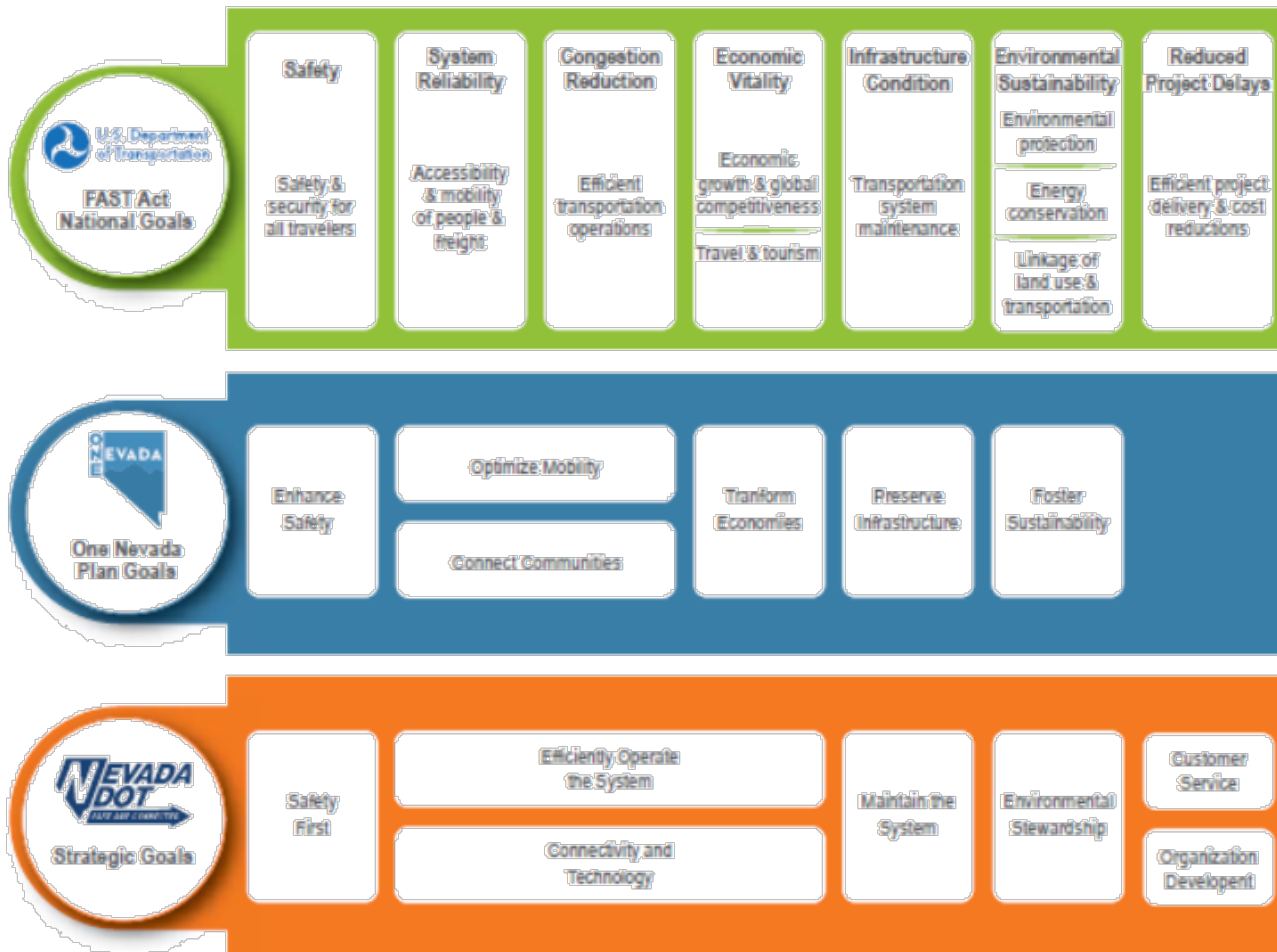 U.S. Department
of Transportation
FAST Act
National Goals
Safety
Safety &
security for
all travelers
System
Reliability
Accessibility
& mobility
of people &
freight
Congestion
Reduction
Efficient
transportation
operations
Economic
Vitality
Economic
growth & global
competitiveness
Travel & tourism
Infrastructure
Condition
Transportation
system
maintenance
Environmental
Sustainability
Environmental
protection
Energy
conservation
Linkage of
land use &
transportation
Reduced
Project Delays
Efficient project
delivery & cost
reductions
ONE
NEVADA
One Nevada
Plan Goals
Enhance
Safety
Optimize Mobility
Connect Communities
Tranform
Economies
Preserve
Infrastructure
Foster
Sustainability
NEVADA
DOT
SAFE AND CONNECTED
Strategic Goals
Safety
First
Efficiently Operate
the System
Connectivity and
Technology
Maintain the
System
Environmental
Stewardship
Customer
Service
Organization
Developent